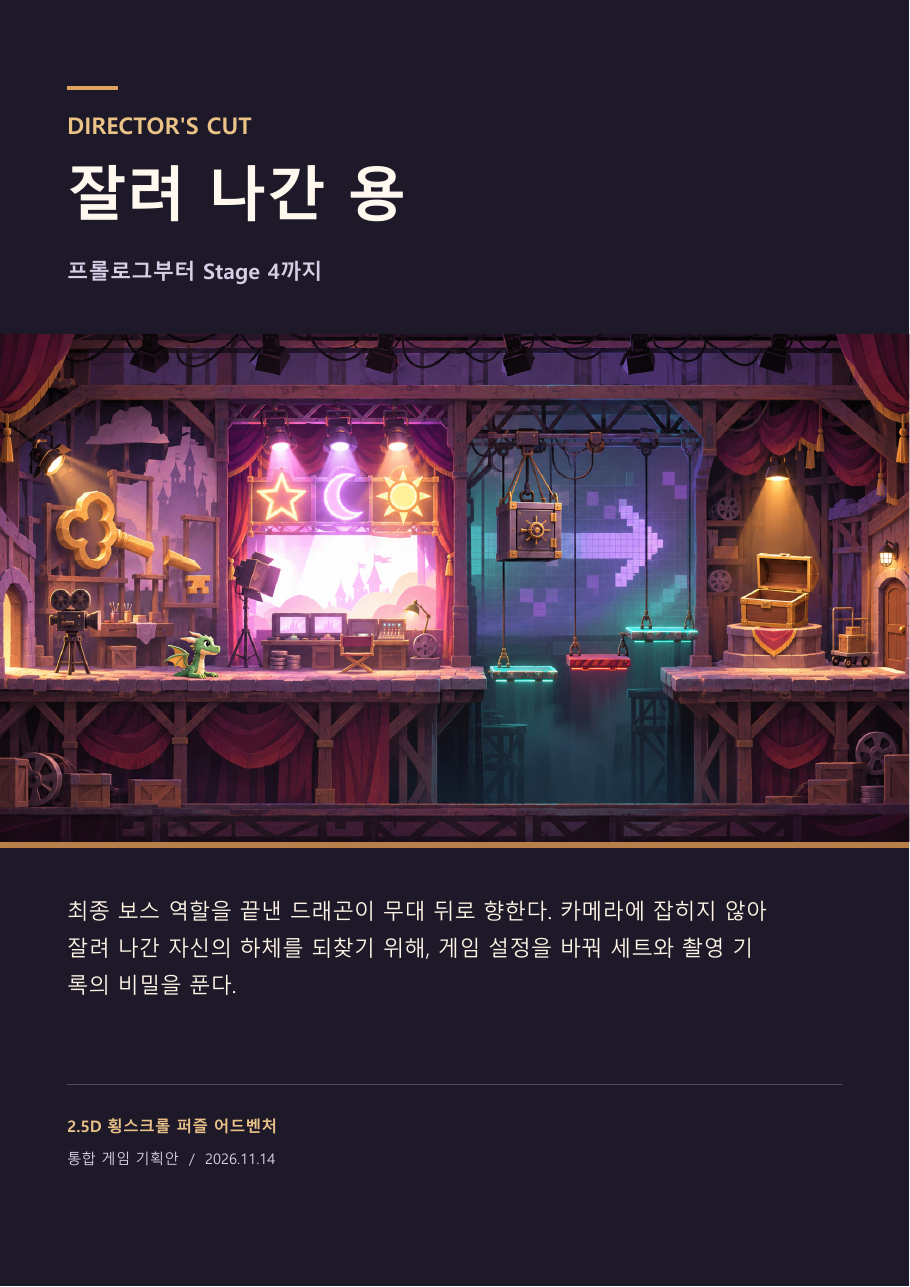 DIRECTOR'S CUT
잘려 나간 용
프롤로그부터 Stage 4까지
최종 보스 역할을 끝낸 드래곤이 무대 뒤로 향한다. 카메라에 잡히지 않아
잘려 나간 자신의 하체를 되찾기 위해, 게임 설정을 바꿔 세트와 촬영 기
록의 비밀을 푼다.
2.5D 횡스크롤 퍼즐 어드벤처
통합 게임 기획안 / 2026.11.14